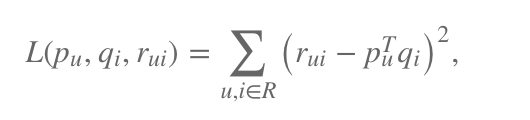 L(p_u, q_i, r_{ui}) = \sum_{u,i \in R} \left( r_{ui} - p_u^T q_i \right)^2,